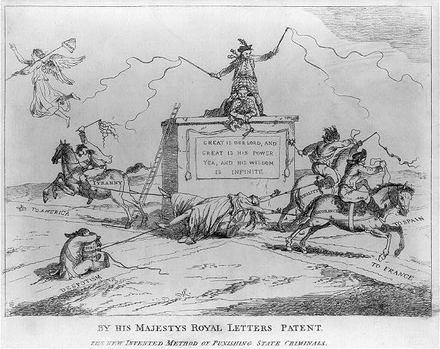 GREAT IS OUR LORD, AND
GREAT IS HIS POWER
YEA, AND HIS WISDOM
IS INFINITE
TYRANNY
TO AMERICA
SPAIN
TO FRANCE
BY HIS MAJESTYS ROYAL LETTERS PATENT.
THE NEW INVENTED METHOD OF PUNISHING STATE CRIMINALS.